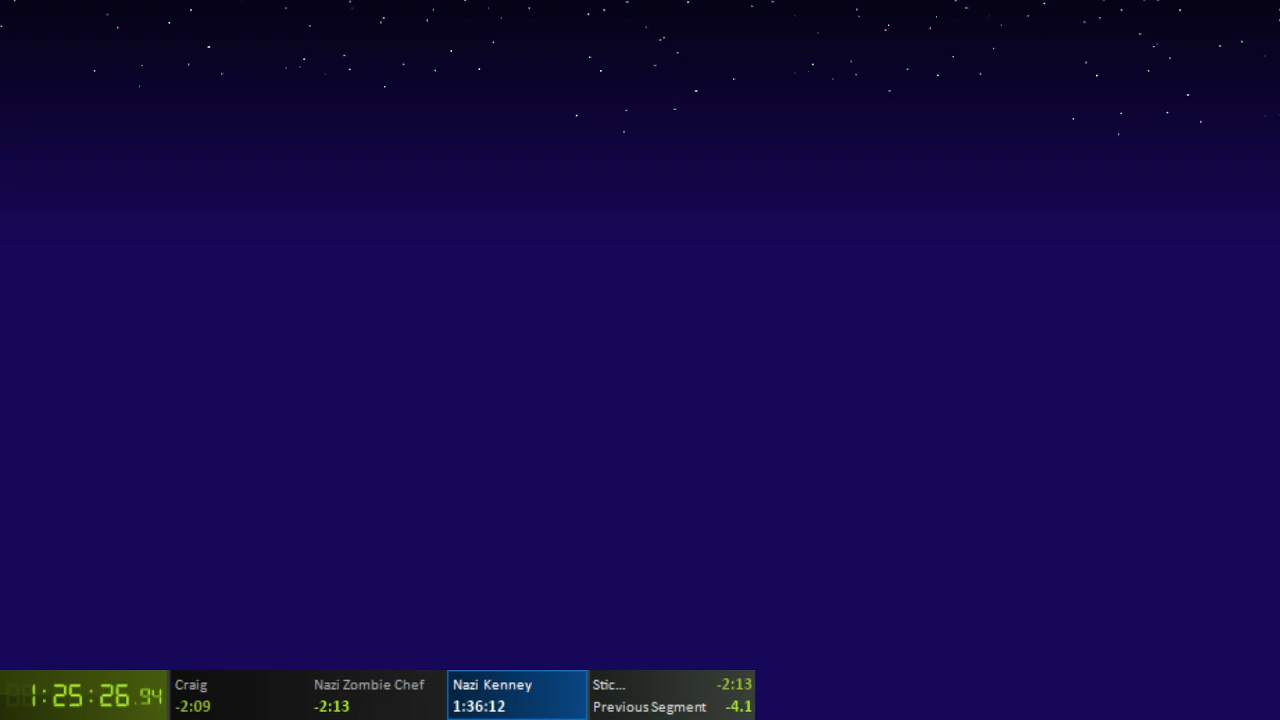 1:25:26.94
Craig
-2:09
Nazi Zombie Chef
-2:13
Nazi Kenney
1:36:12
Stic... -2:13
Previous Segment -4.1